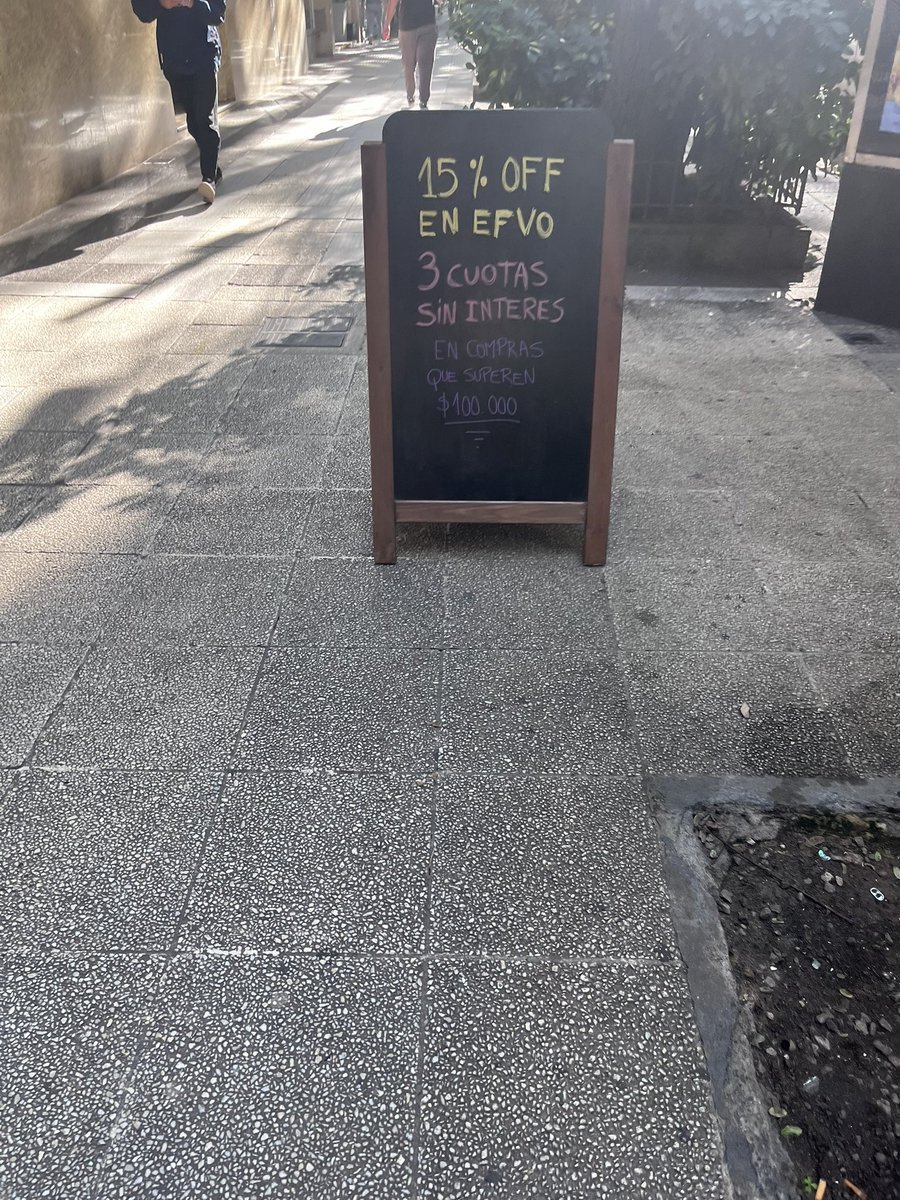 15 % OFF
EN EFVO
3 CUOTAS
SIN INTERES
EN COMPRAS
QUE SUPEREN
$100.000